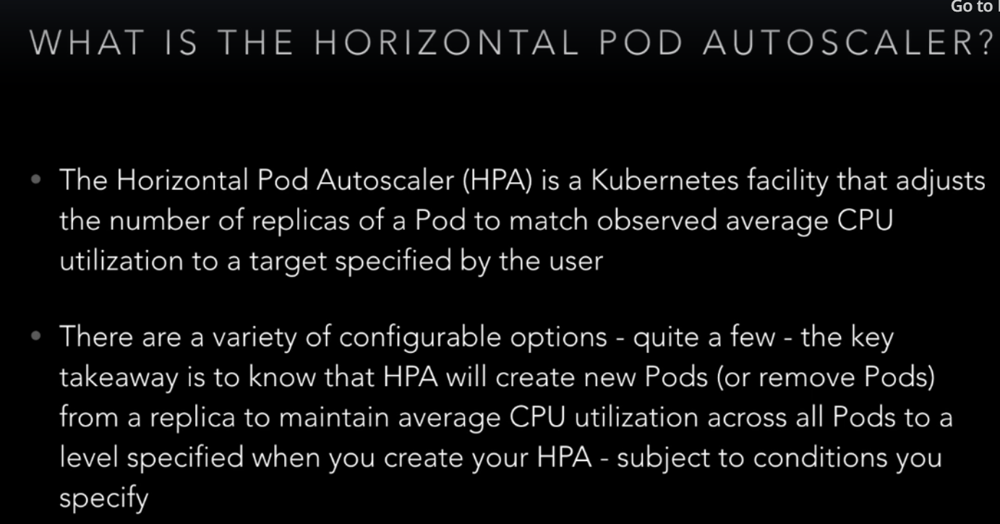 Go to
WHAT IS THE HORIZONTAL POD AUTOSCALER?
• The Horizontal Pod Autoscaler (HPA) is a Kubernetes facility that adjusts
the number of replicas of a Pod to match observed average CPU
utilization to a target specified by the user
• There are a variety of configurable options - quite a few - the key
takeaway is to know that HPA will create new Pods (or remove Pods)
from a replica to maintain average CPU utilization across all Pods to a
level specified when you create your HPA - subject to conditions you
specify